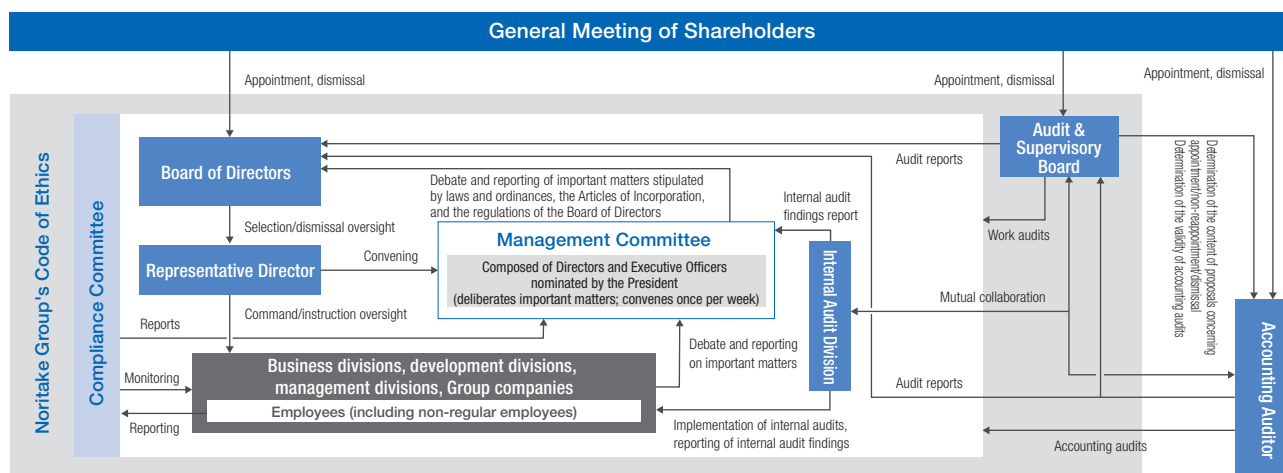 General Meeting of Shareholders
Appointment, dismissal
Appointment, dismissal
Appointment, dismissal
Noritake Group's Code of Ethics
Compliance Committee
Board of Directors
Audit &
Supervisory
Board
Audit reports
Determination of the content of proposals concerning
appointment/non-reappointment/dismissal
Determination of the validity of accounting audits
Debate and reporting of important matters stipulated
by laws and ordinances, the Articles of Incorporation,
and the regulations of the Board of Directors
Internal audit
findings report
Selection/dismissal oversight
Work audits
Management Committee
Composed of Directors and Executive Officers
nominated by the President
(deliberates important matters; convenes once per week)
Representative Director
Convening
Internal Audit Division
Mutual collaboration
Command/instruction oversight
Reports
Debate and reporting
on important matters
Business divisions, development divisions,
management divisions, Group companies
Employees (including non-regular employees)
Monitoring
Reporting
Audit reports
Accounting Auditor
Implementation of internal audits,
reporting of internal audit findings
Accounting audits